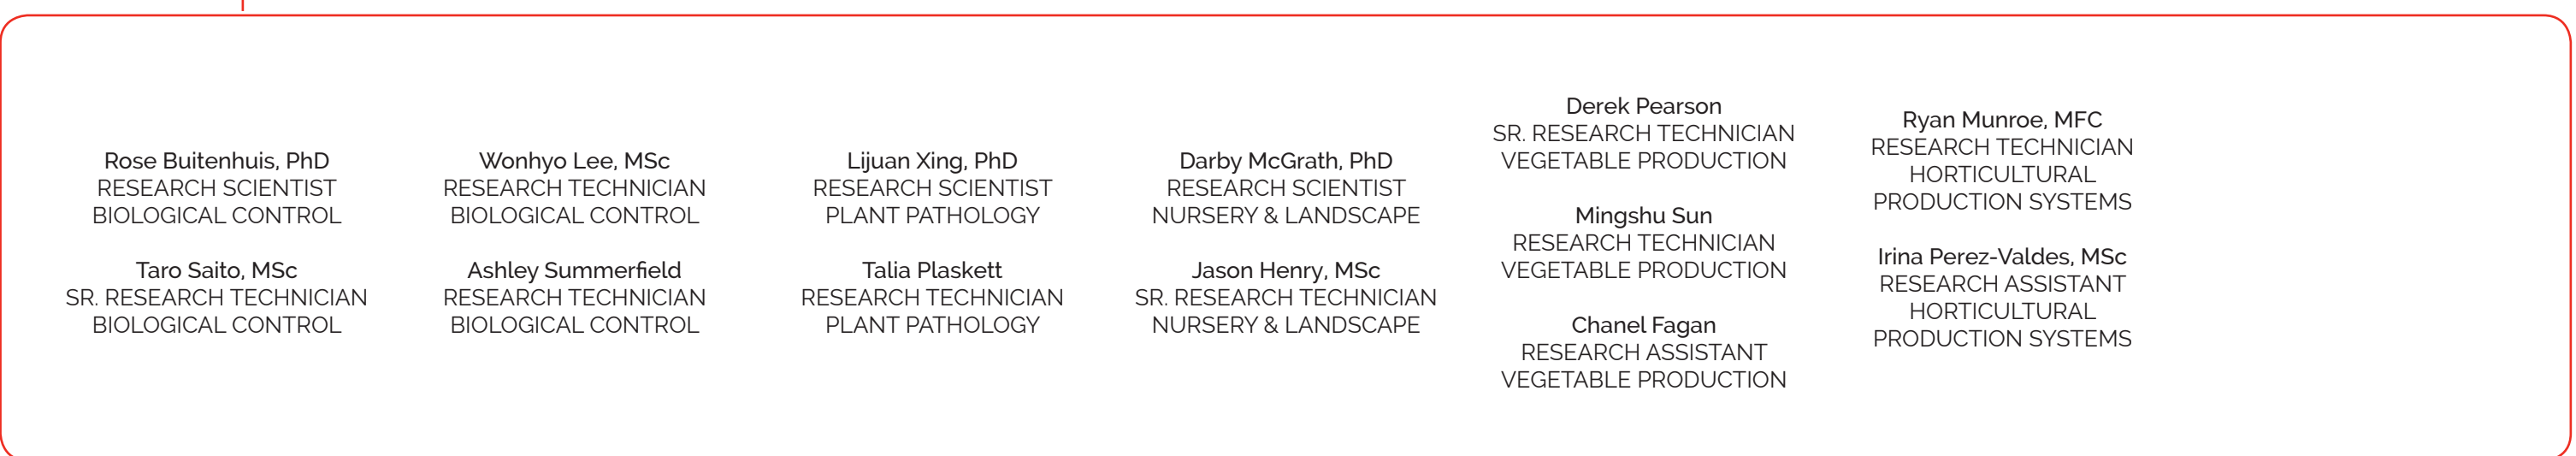 Rose Buitenhuis, PhD
RESEARCH SCIENTIST
BIOLOGICAL CONTROL
Taro Saito, MSc
SR. RESEARCH TECHNICIAN
BIOLOGICAL CONTROL
Wonhyo Lee, MSc
RESEARCH TECHNICIAN
BIOLOGICAL CONTROL
Ashley Summerfield
RESEARCH TECHNICIAN
BIOLOGICAL CONTROL
Lijuan Xing, PhD
RESEARCH SCIENTIST
PLANT PATHOLOGY
Talia Plaskett
RESEARCH TECHNICIAN
PLANT PATHOLOGY
Darby McGrath, PhD
RESEARCH SCIENTIST
NURSERY & LANDSCAPE
Jason Henry, MSc
SR. RESEARCH TECHNICIAN
NURSERY & LANDSCAPE
Derek Pearson
SR. RESEARCH TECHNICIAN
VEGETABLE PRODUCTION
Mingshu Sun
RESEARCH TECHNICIAN
VEGETABLE PRODUCTION
Chanel Fagan
RESEARCH ASSISTANT
VEGETABLE PRODUCTION
Ryan Munroe, MFC
RESEARCH TECHNICIAN
HORTICULTURAL
PRODUCTION SYSTEMS
Irina Perez-Valdes, MSc
RESEARCH ASSISTANT
HORTICULTURAL
PRODUCTION SYSTEMS